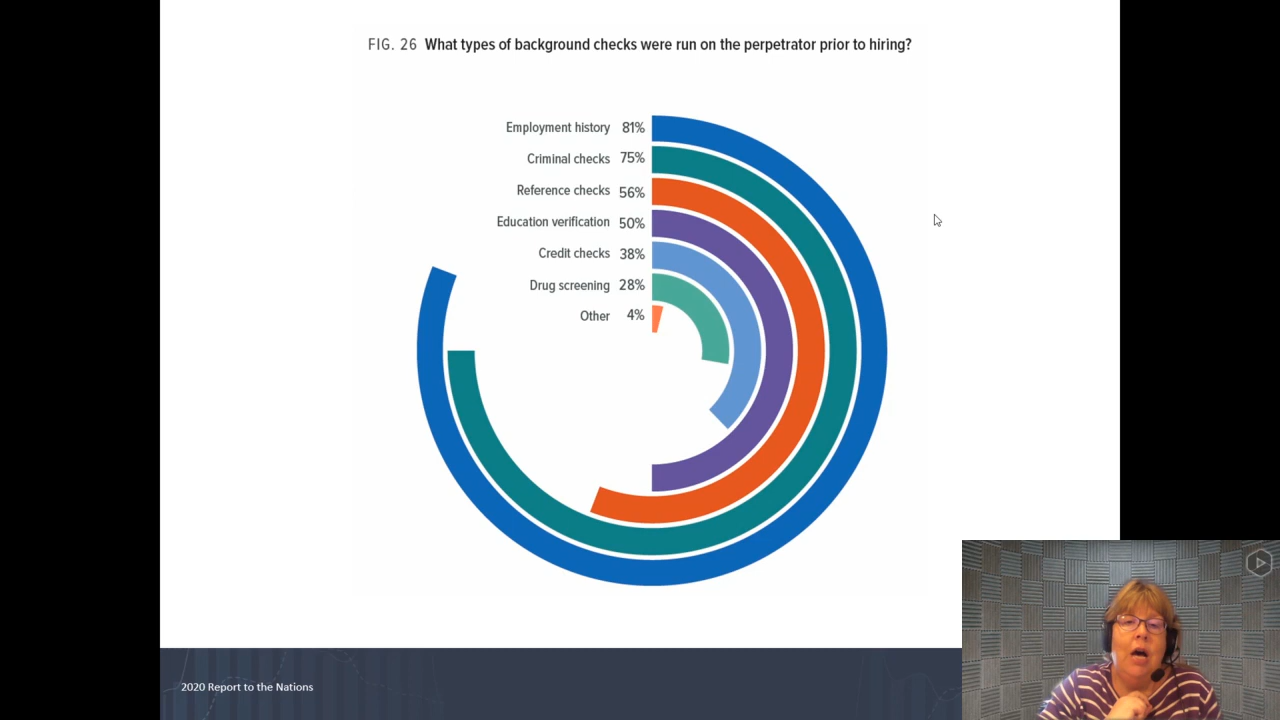 FIG. 26 What types of background checks were run on the perpetrator prior to hiring?
Employment history 81%
Criminal checks 75%
Reference checks 56%
Education verification 50%
Credit checks 38%
Drug screening 28%
Other 4%
2020 Report to the Nations